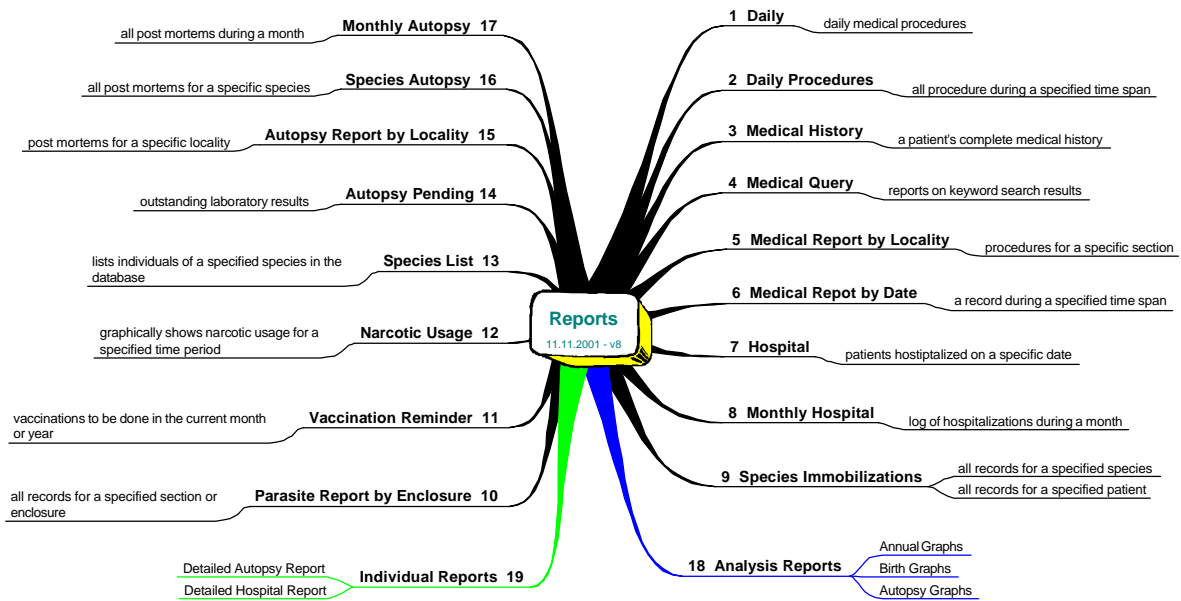 Reports
11.11.2001 - v8
1 Daily
daily medical procedures
2 Daily Procedures
all procedure during a specified time span
3 Medical History
a patient's complete medical history
4 Medical Query
reports on keyword search results
5 Medical Report by Locality
procedures for a specific section
6 Medical Repot by Date
a record during a specified time span
7 Hospital
patients hostiptalized on a specific date
8 Monthly Hospital
log of hospitalizations during a month
9 Species Immobilizations
all records for a specified species
all records for a specified patient
Parasite Report by Enclosure 10
all records for a specified section or
enclosure
Vaccination Reminder 11
vaccinations to be done in the current month
or year
Narcotic Usage 12
graphically shows narcotic usage for a
specified time period
Species List 13
lists individuals of a specified species in the
database
Autopsy Pending 14
outstanding laboratory results
Autopsy Report by Locality 15
post mortems for a specific locality
Species Autopsy 16
all post mortems for a specific species
Monthly Autopsy 17
all post mortems during a month
18 Analysis Reports
Annual Graphs
Birth Graphs
Autopsy Graphs
Individual Reports 19
Detailed Autopsy Report
Detailed Hospital Report